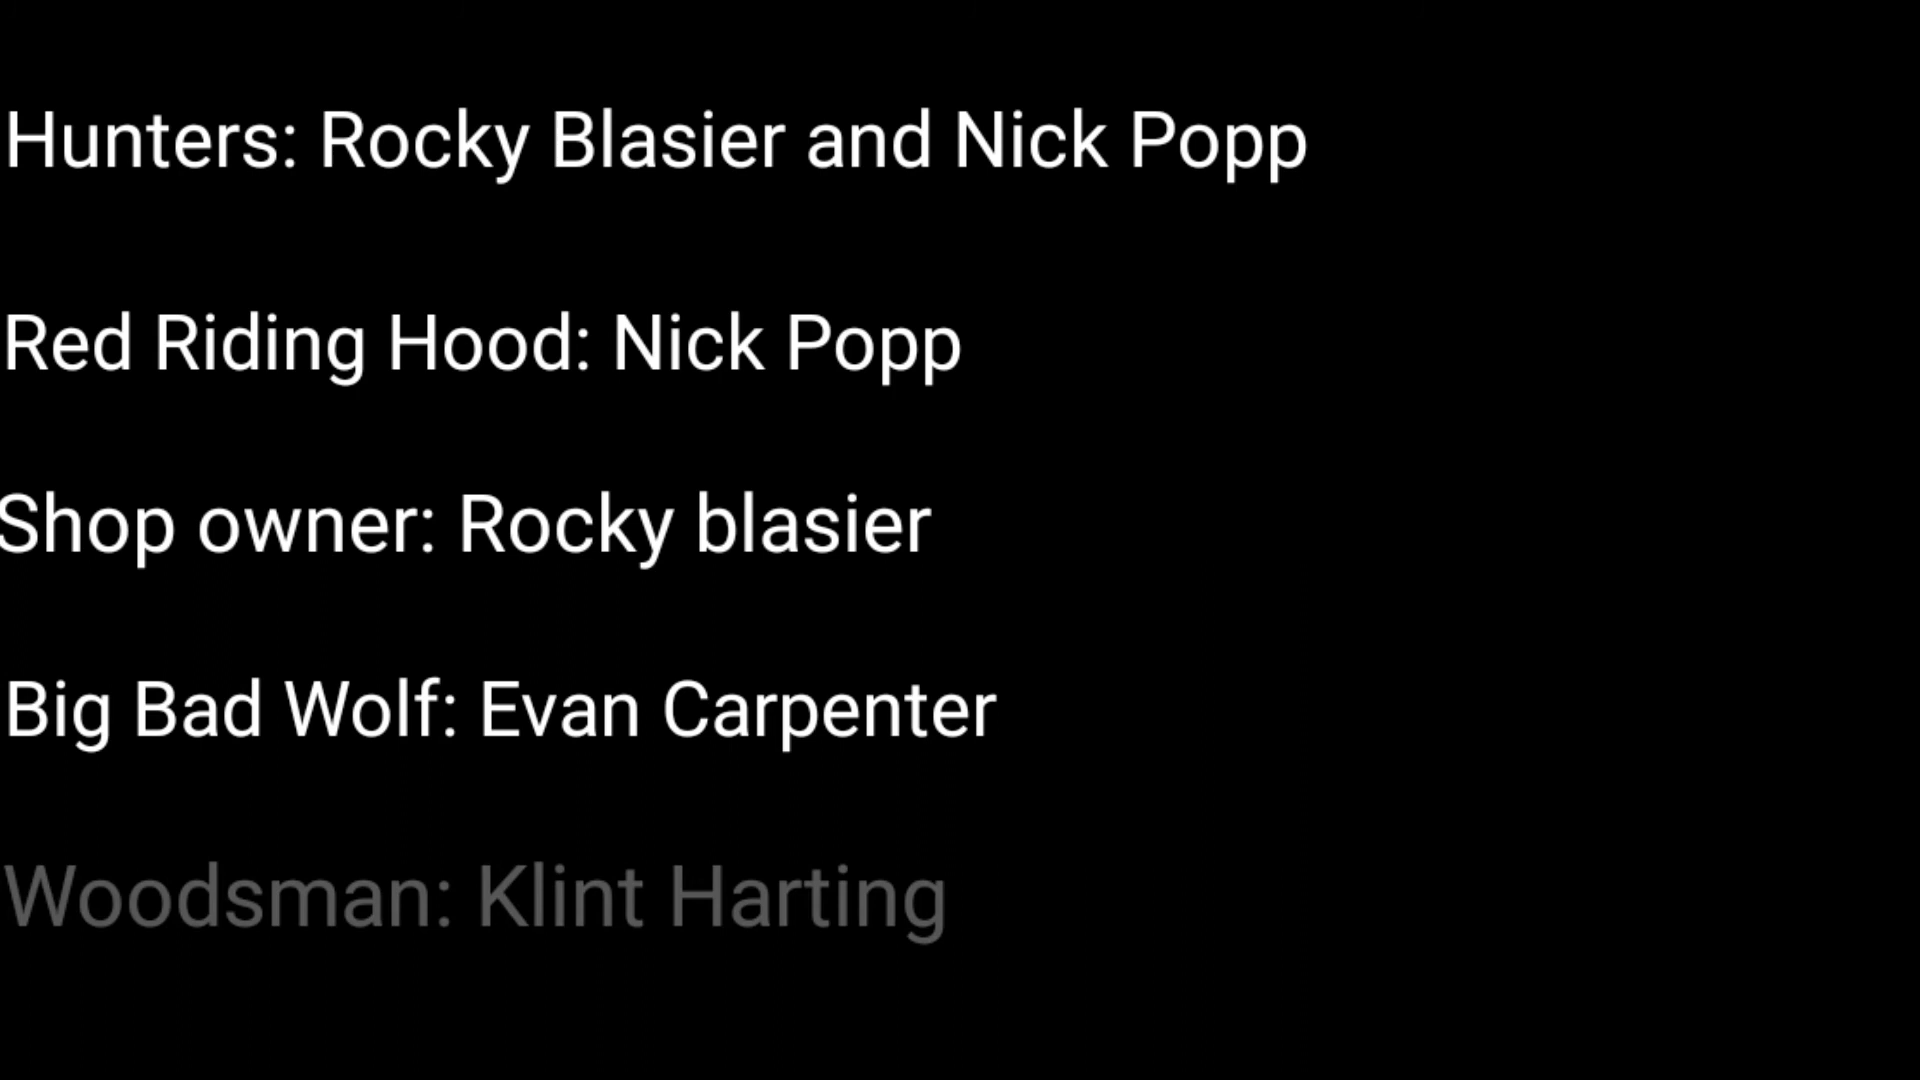 Hunters: Rocky Blasier and Nick Popp
Red Riding Hood: Nick Popp
Shop owner: Rocky blasier
Big Bad Wolf: Evan Carpenter
Woodsman: Klint Harting